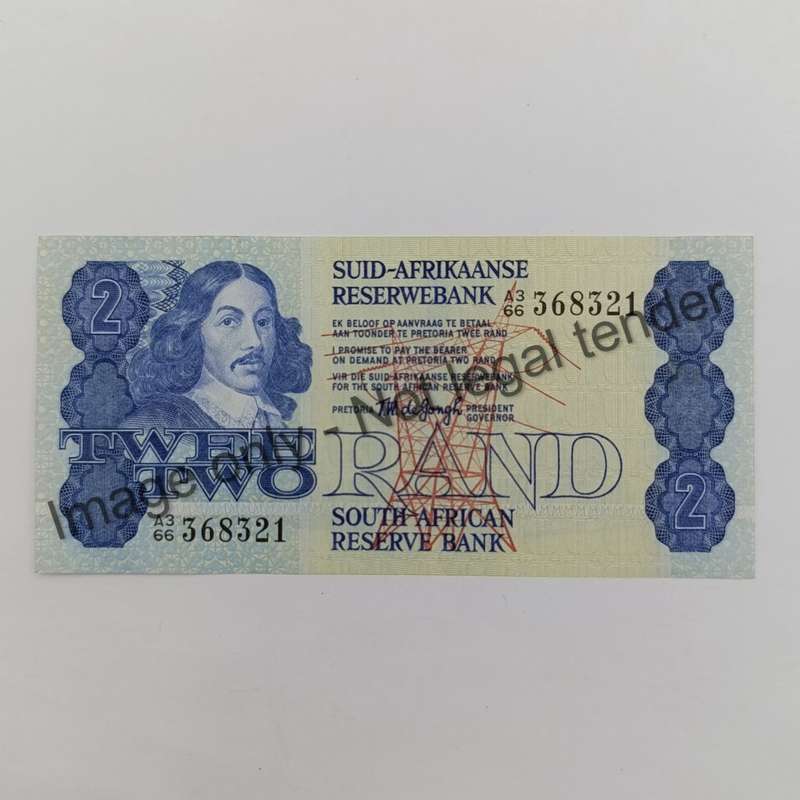 2
SUID-AFRIKAANSE
RESERWEBANK
A3
66 368321
EK BELOOF OP AANVRAAG TE BETAAL
AAN TOONDER TE PRETORIA TWEE RAND
I PROMISE TO PAY THE BEARER
ON DEMAND AT PRETORIA TWO RAND
VIR DIE SUID-AFRIKAANSE RESERWEBANK
FOR THE SOUTH AFRICAN RESERVE BANK
PRETORIA T W de Jongh PRESIDENT
GOVERNOR
TWEE
TWO RAND
A3
66 368321
SOUTH AFRICAN
RESERVE BANK
2
Image only - Not legal tender